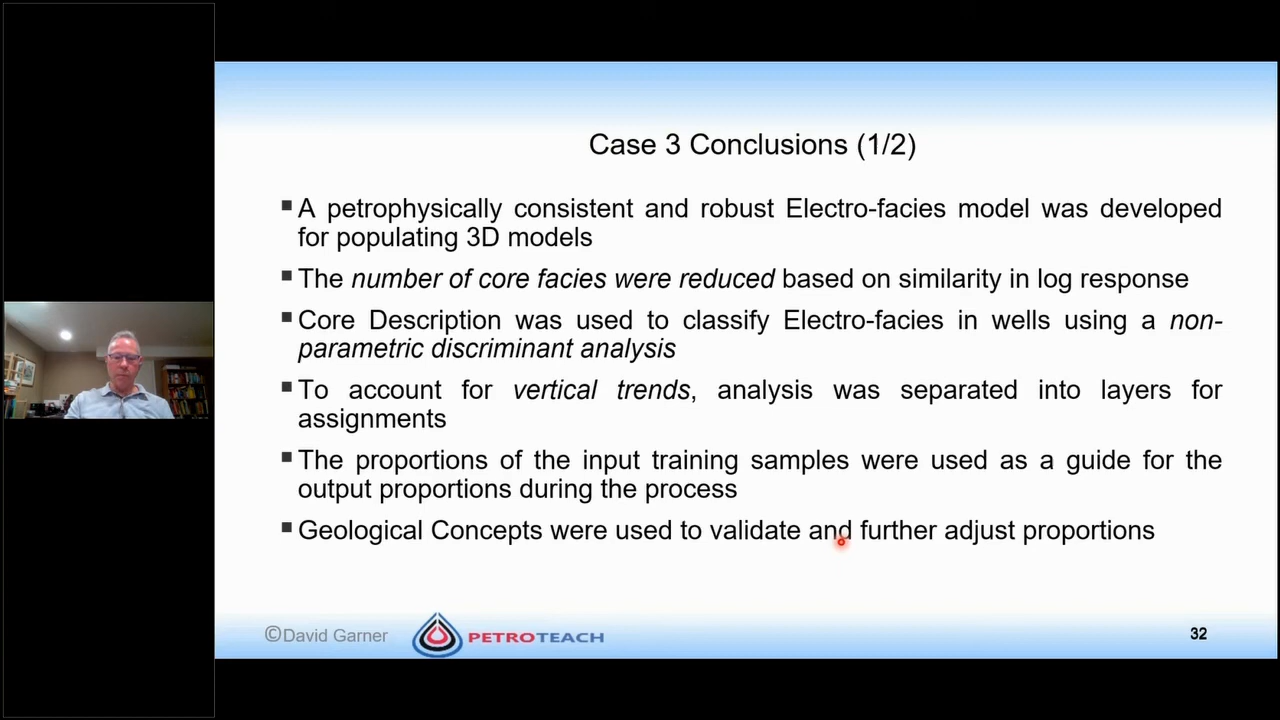 Case 3 Conclusions (1/2)
▪ A petrophysically consistent and robust Electro-facies model was developed
for populating 3D models
▪ The number of core facies were reduced based on similarity in log response
▪ Core Description was used to classify Electro-facies in wells using a non-
parametric discriminant analysis
▪ To account for vertical trends, analysis was separated into layers for
assignments
▪ The proportions of the input training samples were used as a guide for the
output proportions during the process
▪ Geological Concepts were used to validate and further adjust proportions
©David Garner
PETROTEACH
32